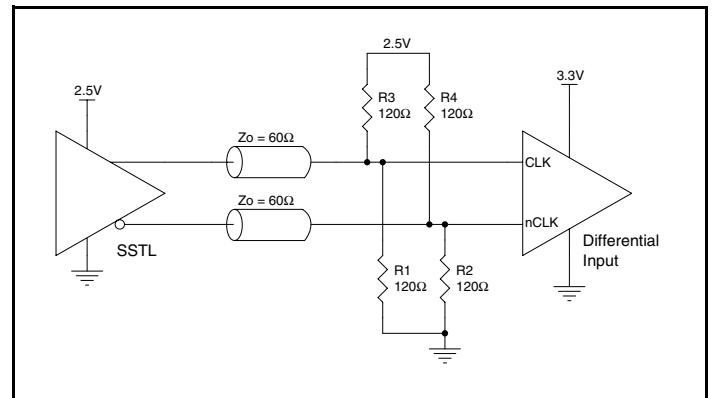 2.5V
3.3V
2.5V
R3
120Ω
R4
120Ω
Zo = 60Ω
CLK
Zo = 60Ω
nCLK
SSTL
Differential
Input
R1
120Ω
R2
120Ω